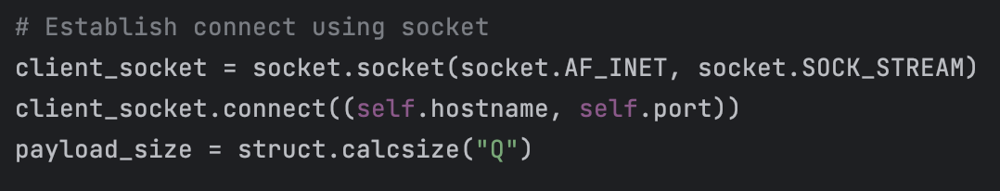 # Establish connect using socket
client_socket = socket.socket(socket.AF_INET, socket.SOCK_STREAM)
client_socket.connect((self.hostname, self.port))
payload_size = struct.calcsize("Q")